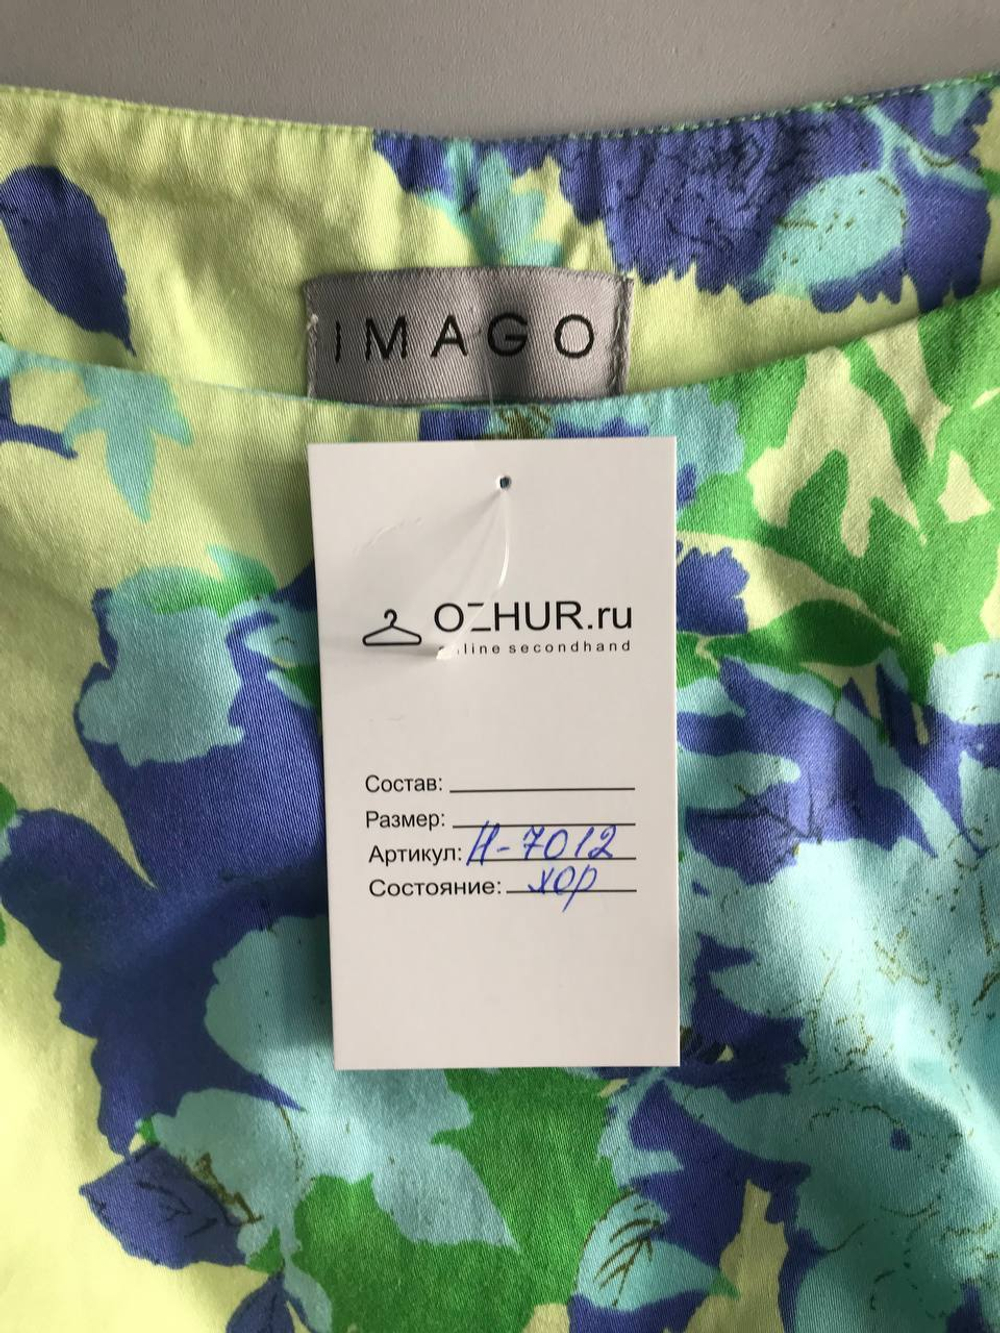 IMAGO
OZHUR.ru
online secondhand
Состав:
Размер:
Артикул: Н-7012
Состояние: хор